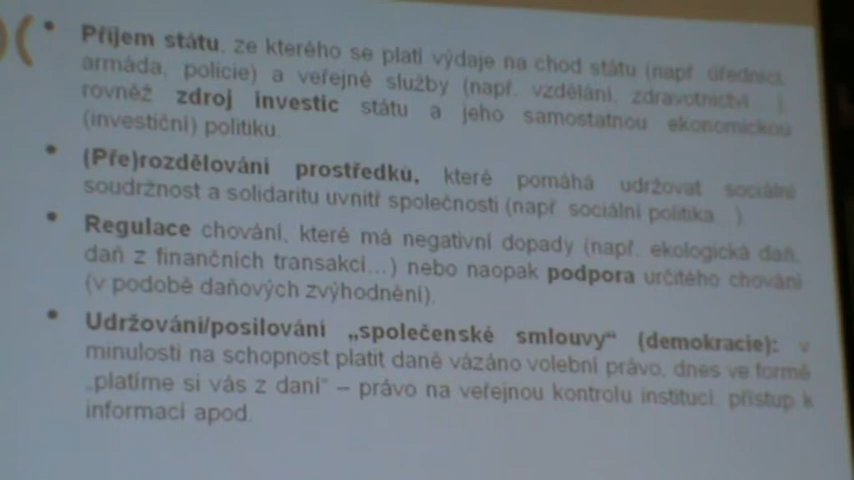 • Příjem státu, ze kterého se platí výdaje na chod státu (např. úředníci,
armáda, policie) a veřejné služby (např. vzdělání, zdravotnictví ...),
rovněž zdroj investic státu a jeho samostatnou ekonomickou
(investiční) politiku.
• (Pře)rozdělování prostředků, které pomáhá udržovat sociální
soudržnost a solidaritu uvnitř společnosti (např. sociální politika ...)
• Regulace chování, které má negativní dopady (např. ekologická daň,
daň z finančních transakcí...) nebo naopak podpora určitého chování
(v podobě daňových zvýhodnění).
• Udržování/posilování „společenské smlouvy“ (demokracie): v
minulosti na schopnost platit daně vázáno volební právo, dnes ve formě
„platíme si vás z daní“ – právo na veřejnou kontrolu institucí, přístup k
informací apod.